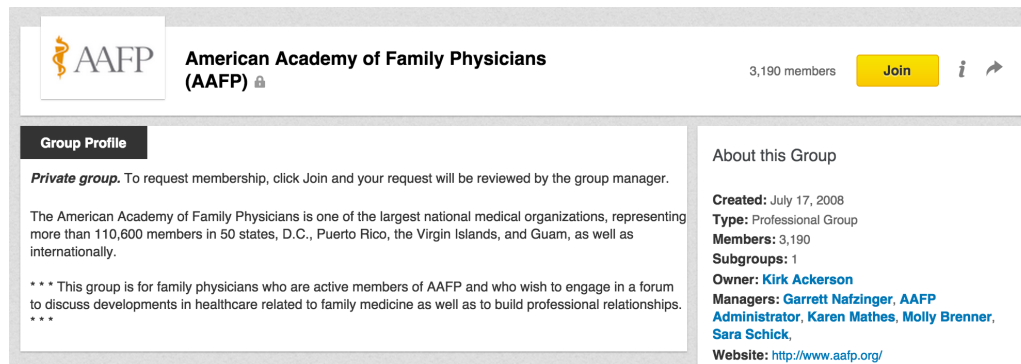 AAFP
American Academy of Family Physicians
(AAFP)
3,190 members
Join
i
Group Profile
Private group. To request membership, click Join and your request will be reviewed by the group manager.
The American Academy of Family Physicians is one of the largest national medical organizations, representing
more than 110,600 members in 50 states, D.C., Puerto Rico, the Virgin Islands, and Guam, as well as
internationally.
* * * This group is for family physicians who are active members of AAFP and who wish to engage in a forum
to discuss developments in healthcare related to family medicine as well as to build professional relationships.
* * *
About this Group
Created: July 17, 2008
Type: Professional Group
Members: 3,190
Subgroups: 1
Owner: Kirk Ackerson
Managers: Garrett Nafzinger, AAFP
Administrator, Karen Mathes, Molly Brenner,
Sara Schick,
Website: http://www.aafp.org/